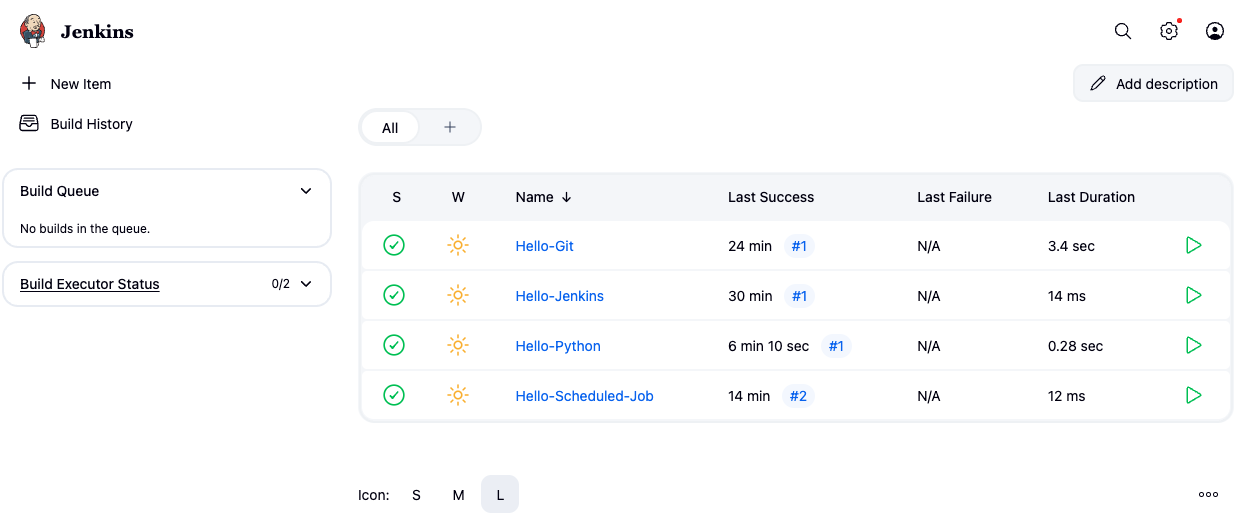 Jenkins
New Item
Add description
Build History
All
Build Queue
No builds in the queue.
Build Executor Status 0/2
S W Name ↓ Last Success Last Failure Last Duration
Hello-Git 24 min #1 N/A 3.4 sec
Hello-Jenkins 30 min #1 N/A 14 ms
Hello-Python 6 min 10 sec #1 N/A 0.28 sec
Hello-Scheduled-Job 14 min #2 N/A 12 ms
Icon: S M L